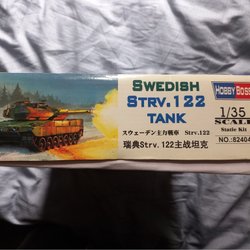 SWEDISH
STRV.122
TANK
スウェーデン主力戦車 Strv.122
瑞典Strv.122主战坦克
HOBBY BOSS
1/35
SCALE
Static Kit
NO.:82404